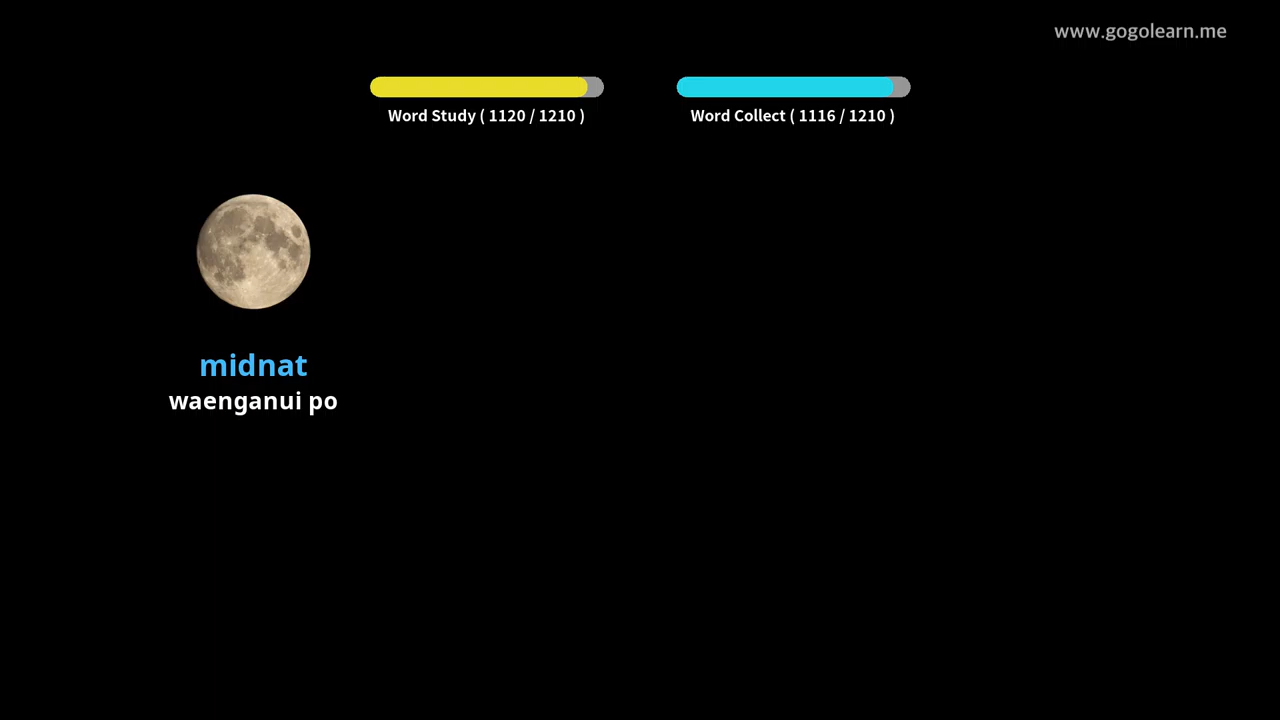 www.gogolearn.me
Word Study ( 1120 / 1210 )
Word Collect ( 1116 / 1210 )
midnat
waenganui po